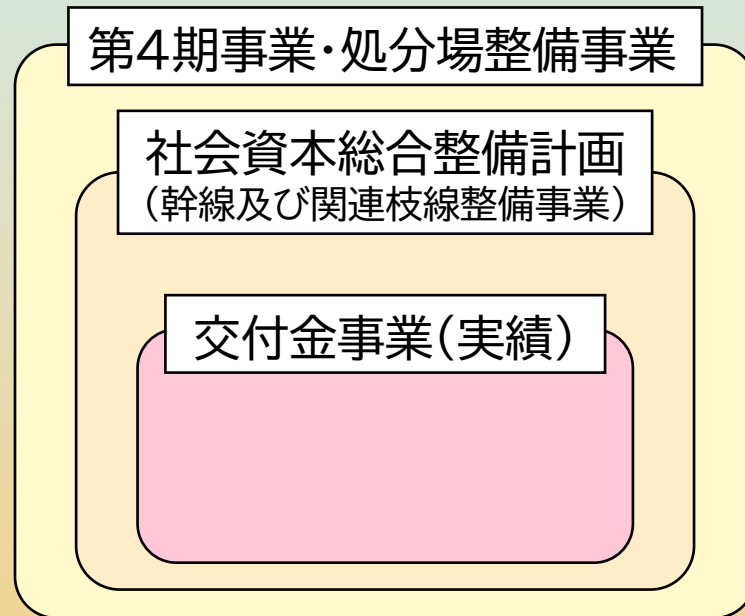 第4期事業・処分場整備事業
社会資本総合整備計画
（幹線及び関連枝線整備事業）
交付金事業（実績）